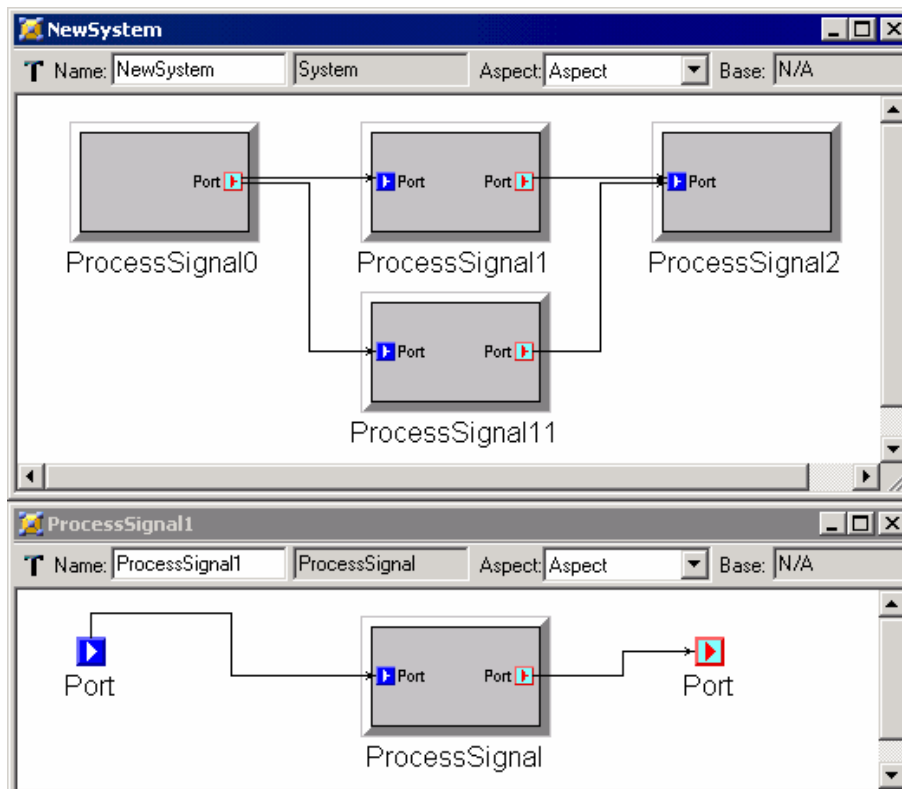 NewSystem
Name: NewSystem System Aspect: Aspect Base: N/A
Port Port Port Port
ProcessSignal0 ProcessSignal1 ProcessSignal2
Port Port
ProcessSignal11
ProcessSignal1
Name: ProcessSignal1 ProcessSignal Aspect: Aspect Base: N/A
Port Port
Port Port
ProcessSignal